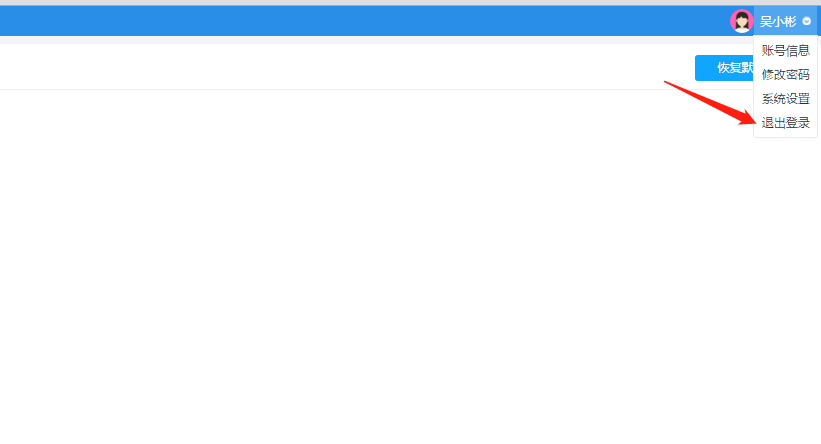 吴小彬
账号信息
恢复默
修改密码
系统设置
退出登录